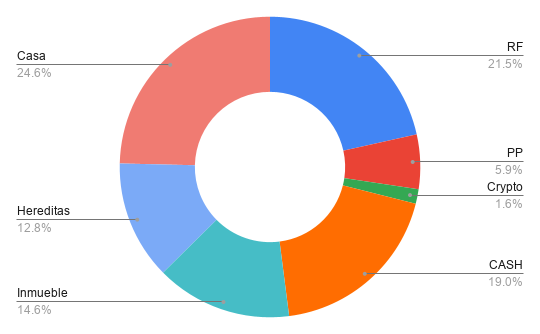 RF
21.5%
PP
5.9%
Crypto
1.6%
CASH
19.0%
Inmueble
14.6%
Hereditas
12.8%
Casa
24.6%